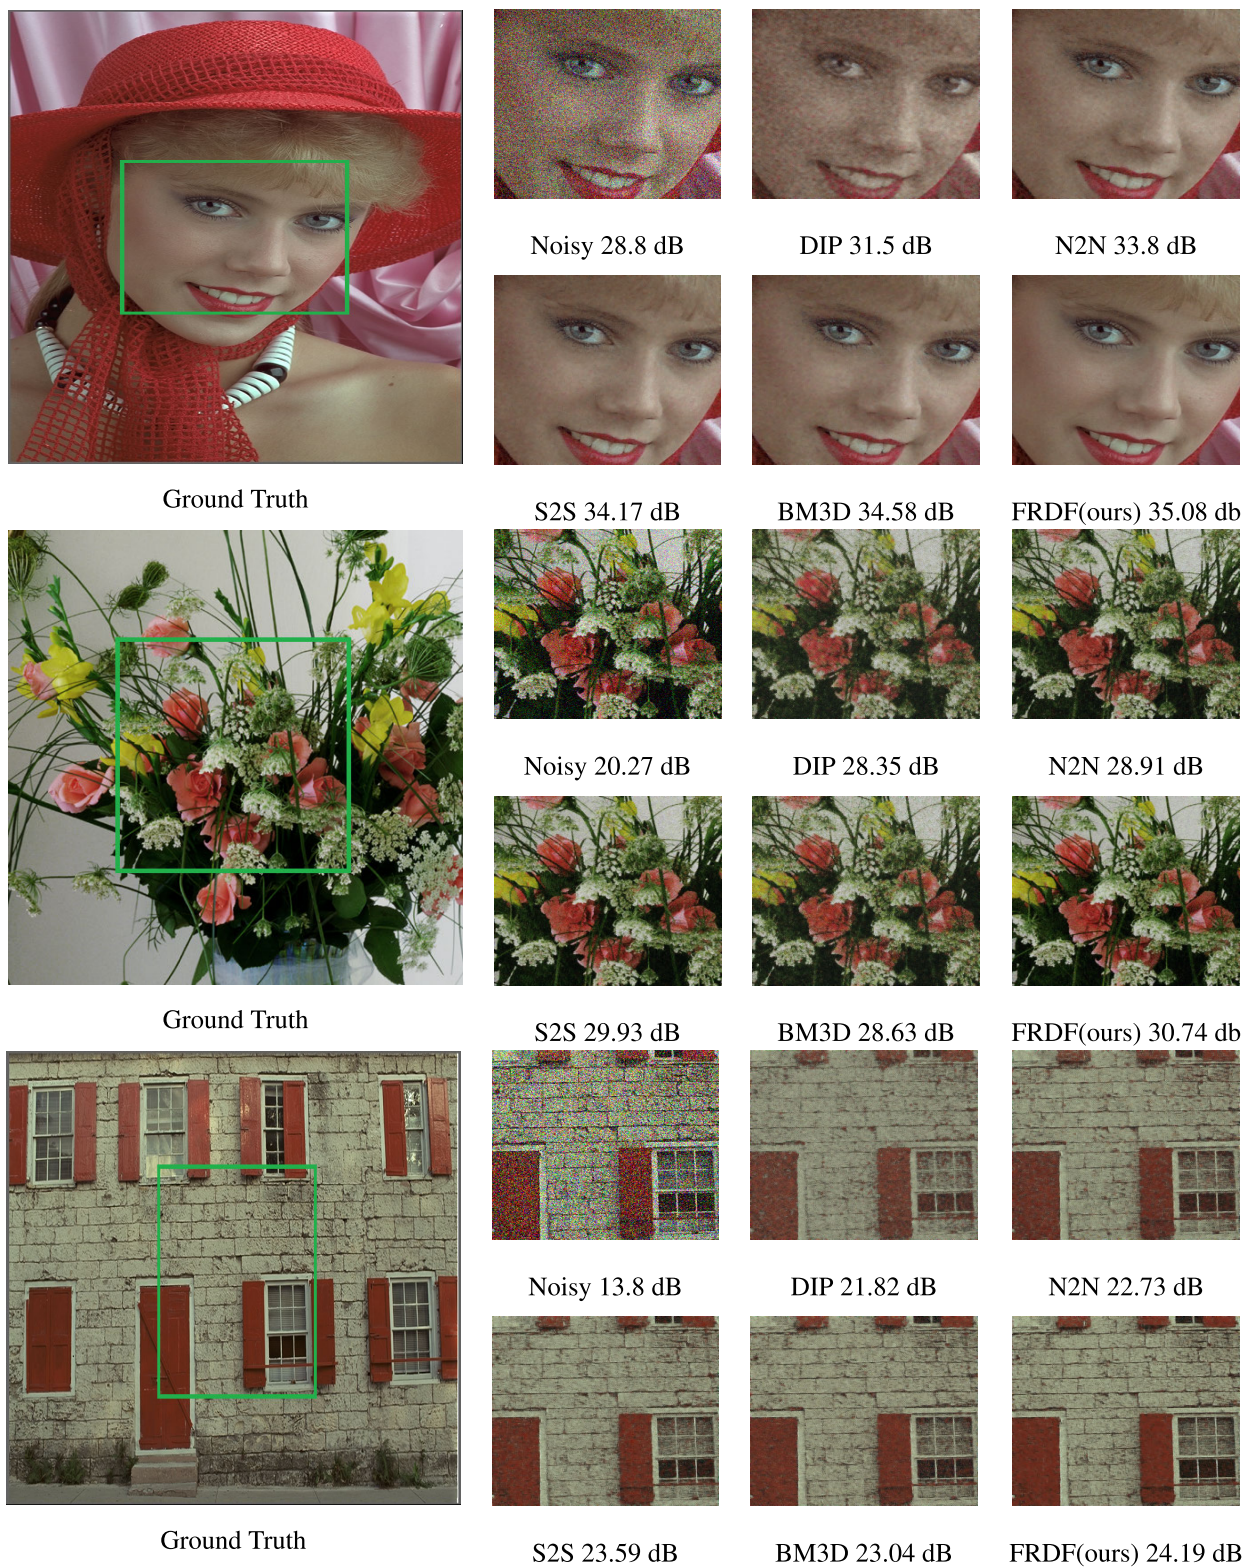 Noisy 28.8 dB
DIP 31.5 dB
N2N 33.8 dB
Ground Truth
S2S 34.17 dB
BM3D 34.58 dB
FRDF(ours) 35.08 db
Noisy 20.27 dB
DIP 28.35 dB
N2N 28.91 dB
Ground Truth
S2S 29.93 dB
BM3D 28.63 dB
FRDF(ours) 30.74 db
Noisy 13.8 dB
DIP 21.82 dB
N2N 22.73 dB
Ground Truth
S2S 23.59 dB
BM3D 23.04 dB
FRDF(ours) 24.19 dB